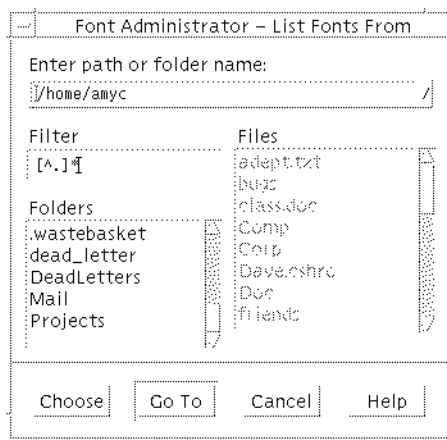 Font Administrator – List Fonts From
Enter path or folder name:
/home/amyc /
Filter
[^.]*
Folders
.wastebasket
dead_letter
DeadLetters
Mail
Projects
Files
adept.txt
bugs
class.doc
Comp
Corp
Dave.cshrc
Doc
friends
Choose
Go To
Cancel
Help